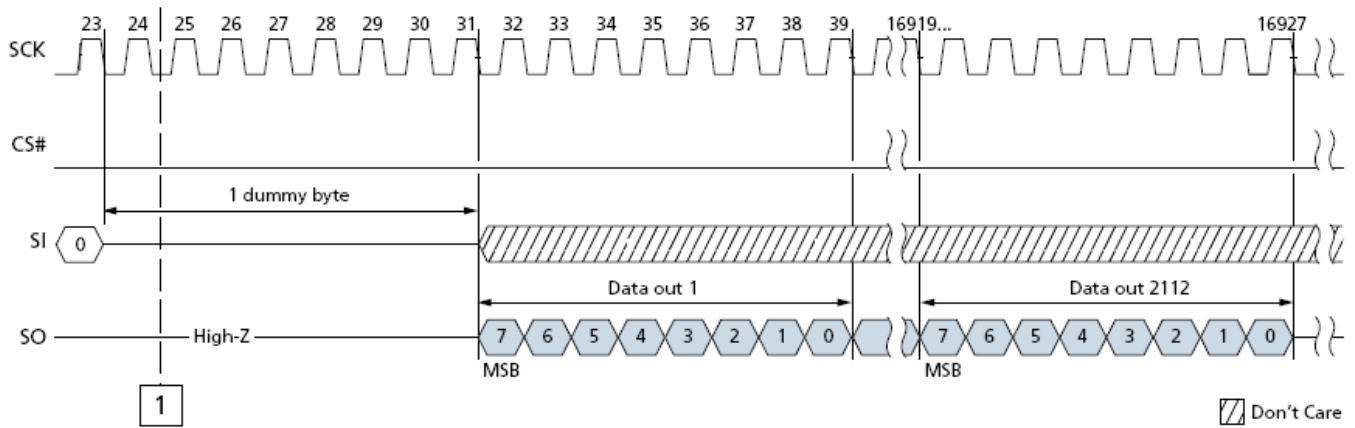 23 24 25 26 27 28 29 30 31 32 33 34 35 36 37 38 39 16919... 16927
SCK
CS#
1 dummy byte
SI 0
Data out 1 Data out 2112
SO High-Z 7 6 5 4 3 2 1 0 7 6 5 4 3 2 1 0
MSB MSB
1
Don't Care